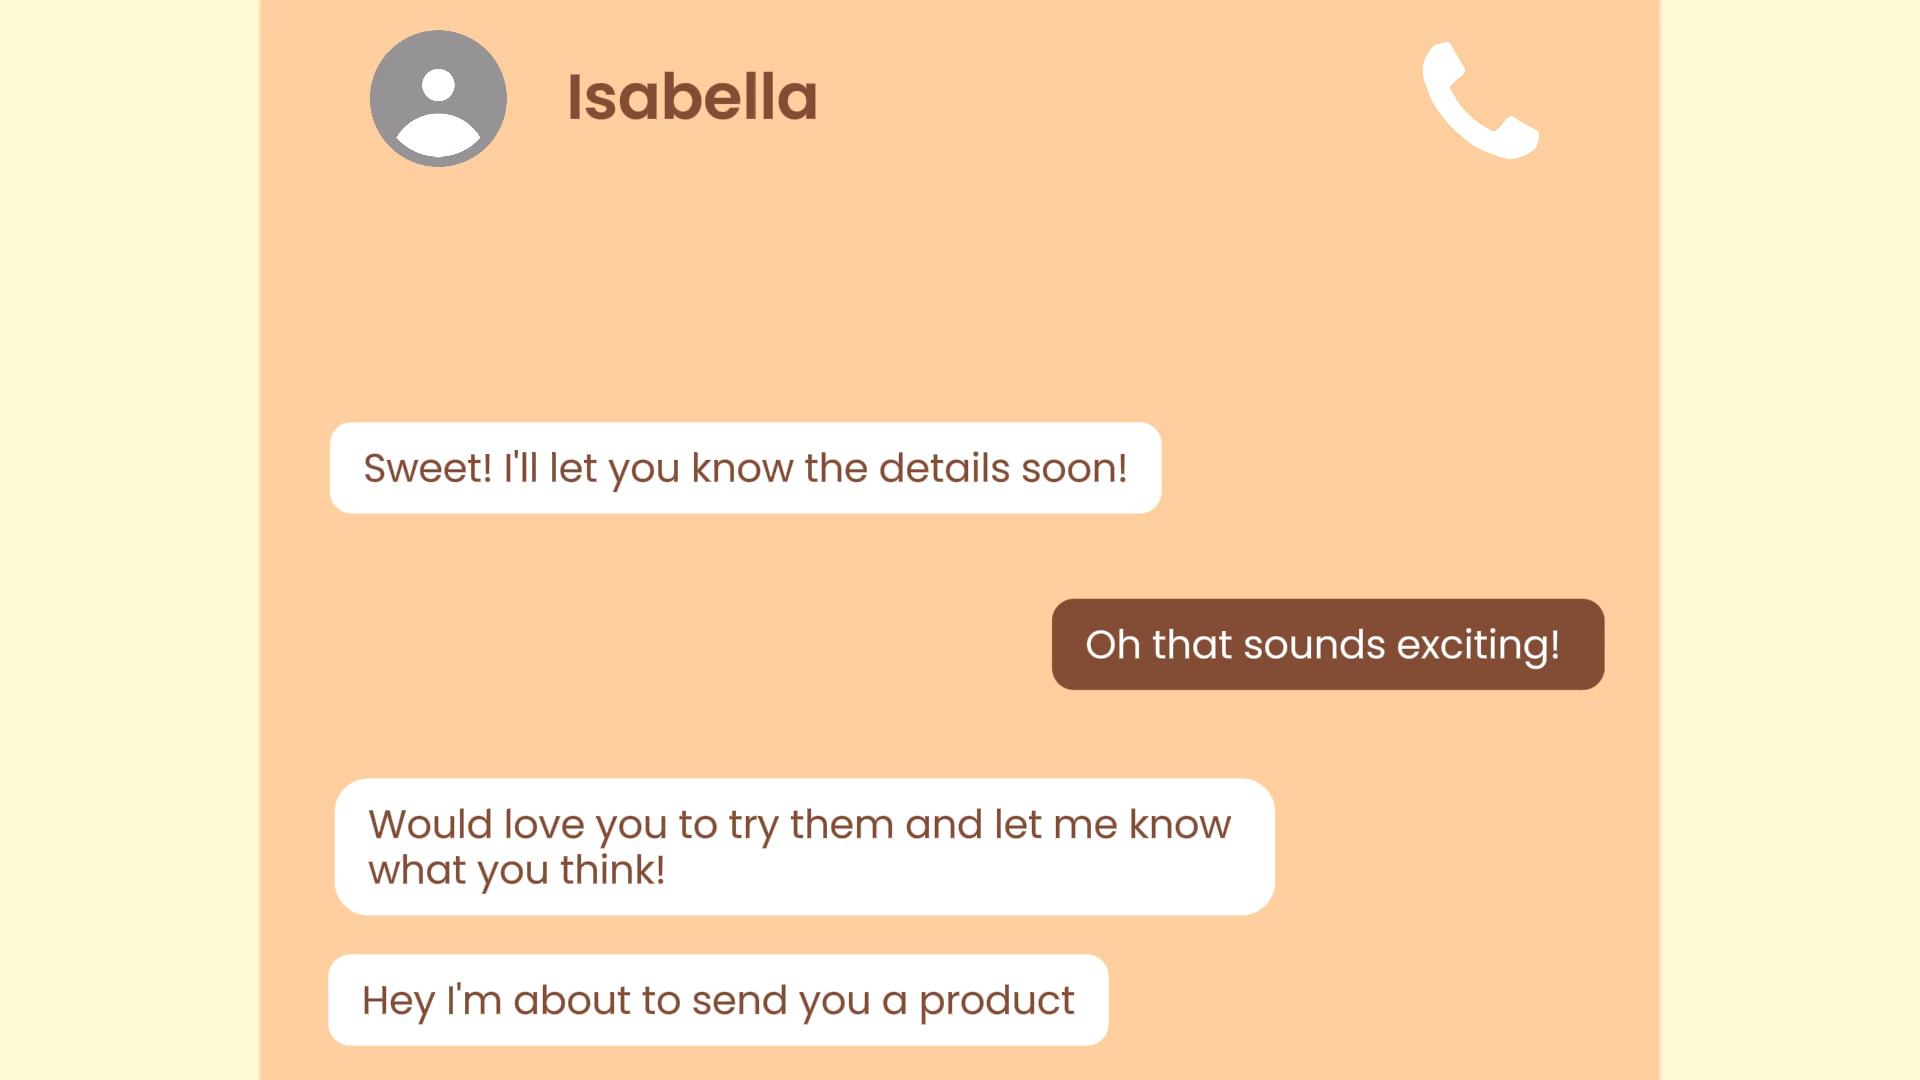 Isabella
Sweet! I'll let you know the details soon!
Oh that sounds exciting!
Would love you to try them and let me know
what you think!
Hey I'm about to send you a product